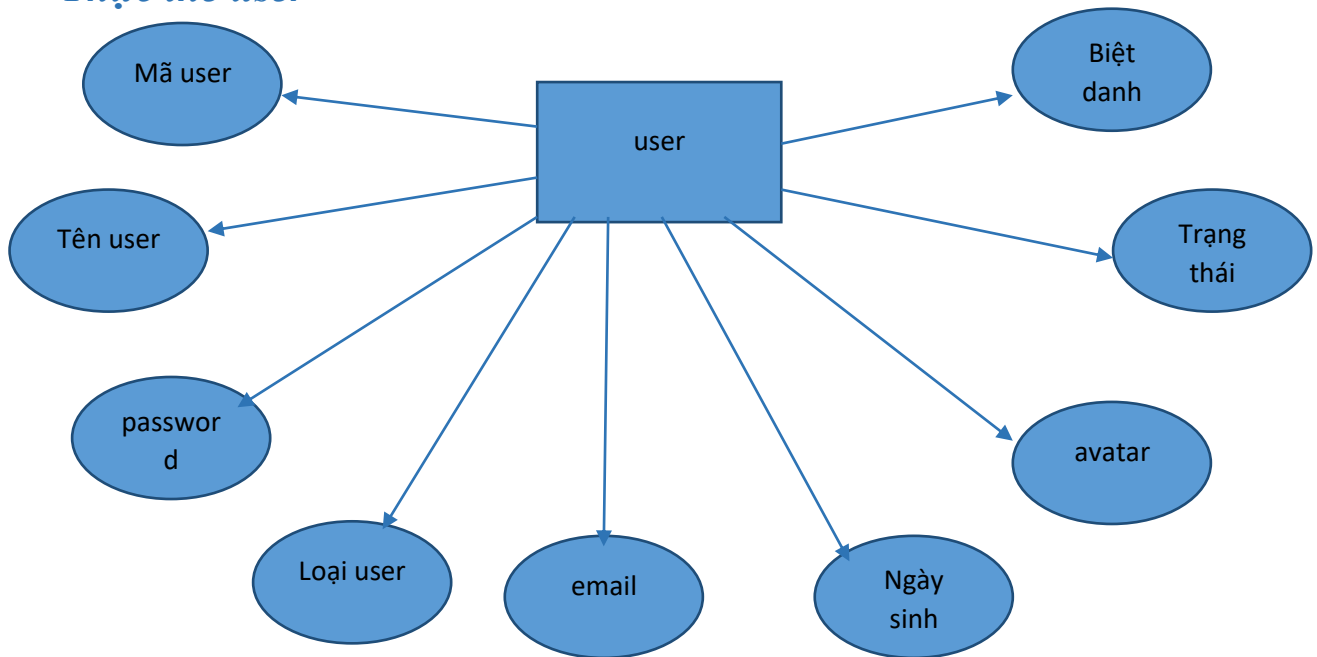 user
Mã user
Biệt
danh
Tên user
Trạng
thái
passwor
d
avatar
Loại user
email
Ngày
sinh